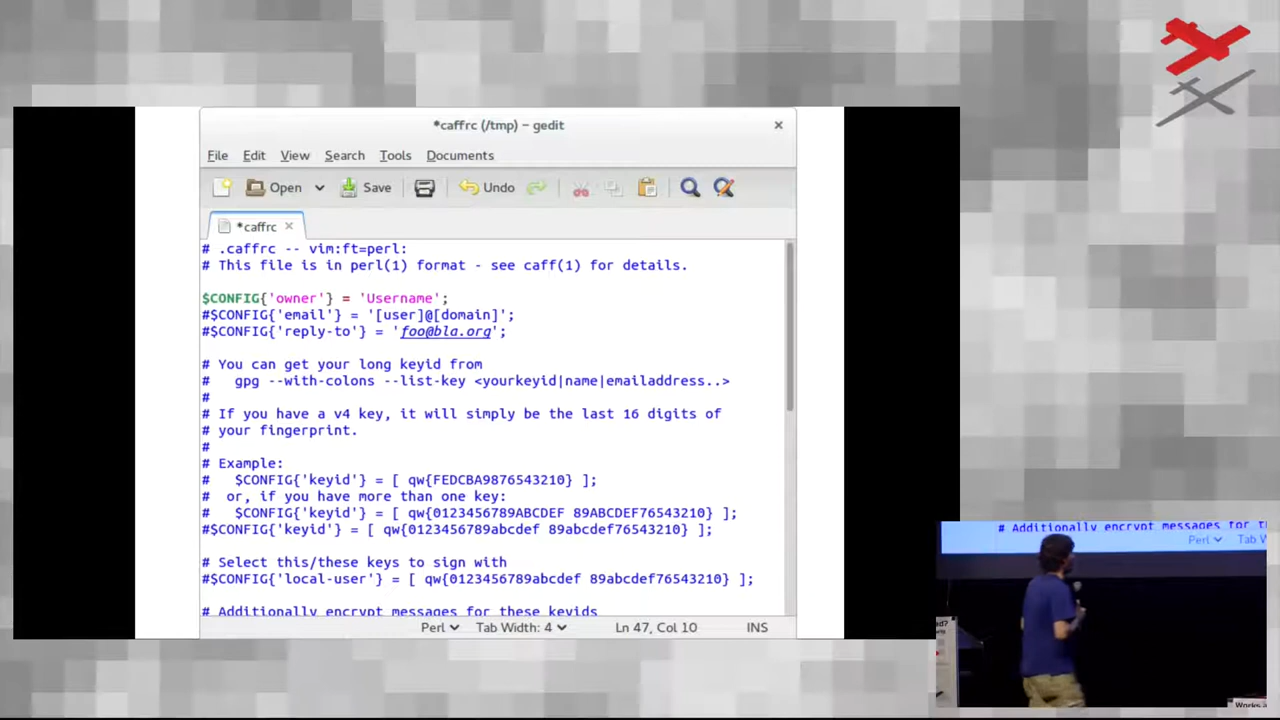 *caffrc (/tmp) – gedit
File Edit View Search Tools Documents
Open Save Undo
*caffrc
# .caffrc -- vim:ft=perl:
# This file is in perl(1) format - see caff(1) for details.
$CONFIG{'owner'} = 'Username';
#$CONFIG{'email'} = '[user]@[domain]';
#$CONFIG{'reply-to'} = 'foo@bla.org';
# You can get your long keyid from
#   gpg --with-colons --list-key <yourkeyid|name|emailaddress..>
#
# If you have a v4 key, it will simply be the last 16 digits of
# your fingerprint.
#
# Example:
#   $CONFIG{'keyid'} = [ qw{FEDCBA9876543210} ];
#  or, if you have more than one key:
#   $CONFIG{'keyid'} = [ qw{0123456789ABCDEF 89ABCDEF76543210} ];
#$CONFIG{'keyid'} = [ qw{0123456789abcdef 89abcdef76543210} ];
# Select this/these keys to sign with
#$CONFIG{'local-user'} = [ qw{0123456789abcdef 89abcdef76543210} ];
# Additionally encrypt messages for these keyids
Perl Tab Width: 4 Ln 47, Col 10 INS
# Additionally encrypt messages for th
Perl Tab W
Works